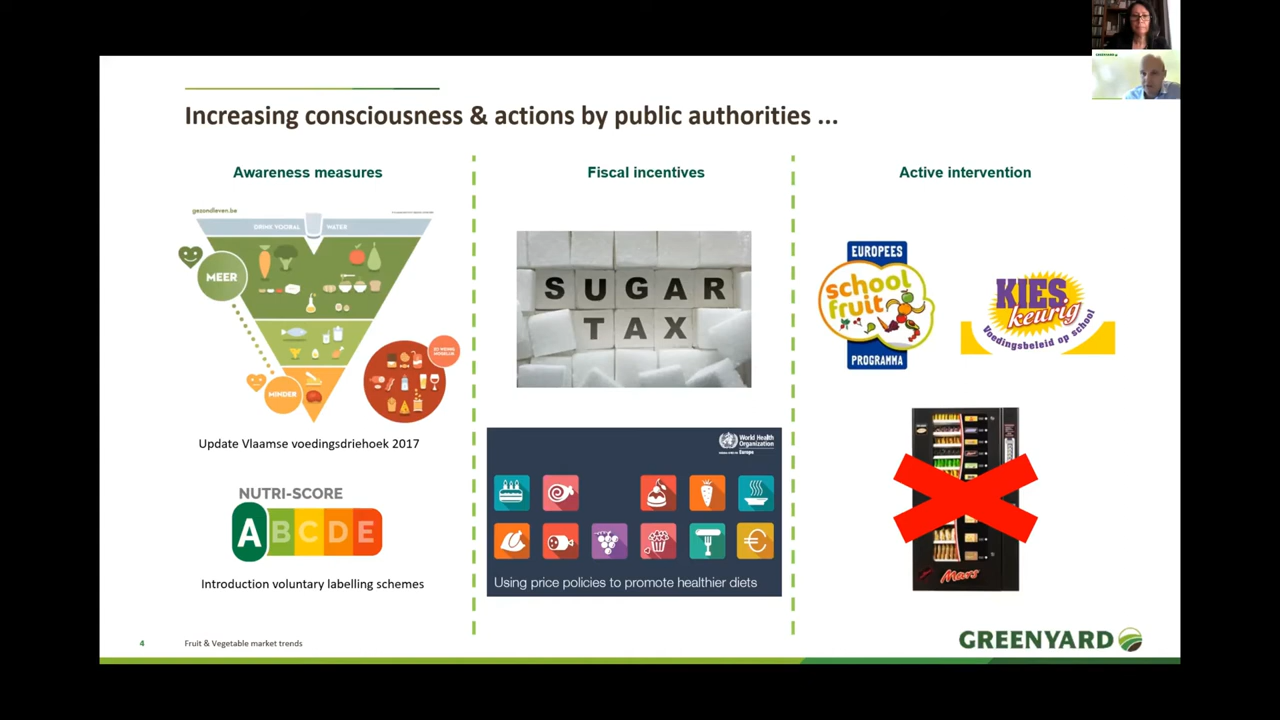 Increasing consciousness & actions by public authorities ...
Awareness measures
gezondleven.be
DRINK VOORAL WATER
MEER
MINDER
Update Vlaamse voedingsdriehoek 2017
NUTRI-SCORE
A B C D E
Introduction voluntary labelling schemes
Fiscal incentives
SUGAR
TAX
World Health
Organization
Europe
Using price policies to promote healthier diets
Active intervention
EUROPEES
school
fruit
PROGRAMMA
KIES
keurig
Voedingsbeleid op school
Mars
4
Fruit & Vegetable market trends
GREENYARD